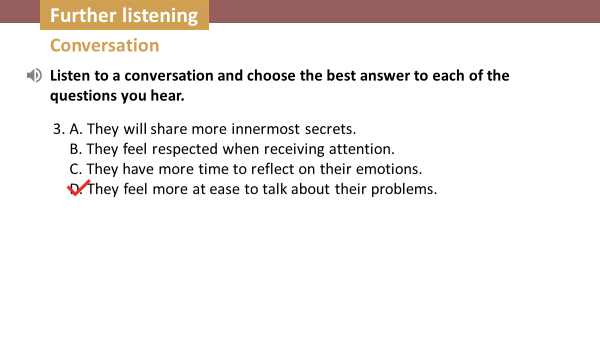 Further listening
Conversation
Listen to a conversation and choose the best answer to each of the
questions you hear.
3. A. They will share more innermost secrets.
B. They feel respected when receiving attention.
C. They have more time to reflect on their emotions.
D. They feel more at ease to talk about their problems.